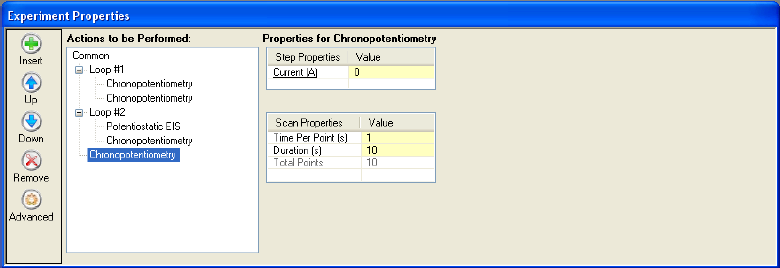 Experiment Properties
Insert
Up
Down
Remove
Advanced
Actions to be Performed:
Common
Loop #1
Chronopotentiometry
Chronopotentiometry
Loop #2
Potentiostatic EIS
Chronopotentiometry
Chronopotentiometry
Properties for Chronopotentiometry
Step Properties Value
Current (A) 0
Scan Properties Value
Time Per Point (s) 1
Duration (s) 10
Total Points 10